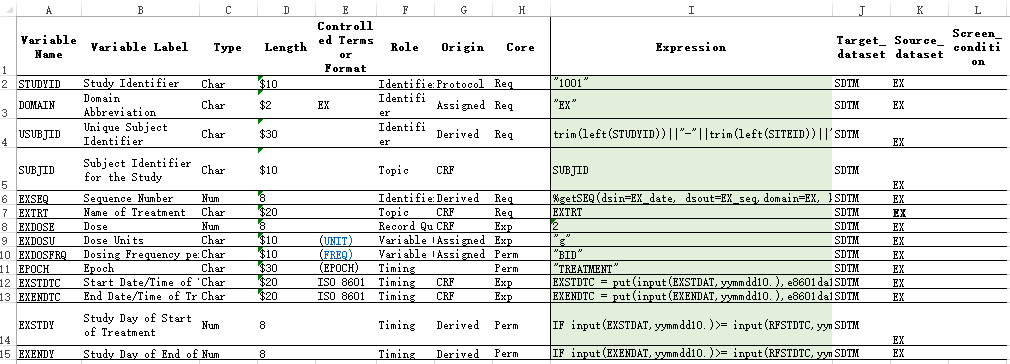 A B C D E F G H I J K L
1 Variable Name Variable Label Type Length Controll ed Terms or Format Role Origin Core Expression Target_ dataset Source_ dataset Screen_ conditi on
2 STUDYID Study Identifier Char $10 Identifie Protocol Req "1001" SDTM EX
3 DOMAIN Domain Abbreviation Char $2 EX Identifi er Assigned Req "EX" SDTM EX
4 USUBJID Unique Subject Identifier Char $30 Identifi er Derived Req trim(left(STUDYID))||"-"||trim(left(SITEID))||" SDTM EX
5 SUBJID Subject Identifier for the Study Char $10 Topic CRF SUBJID SDTM EX
6 EXSEQ Sequence Number Num 8 Identifie Derived Req %getSEQ(dsin=EX_date, dsout=EX_seq, domain=EX, SDTM EX
7 EXTRT Name of Treatment Char $20 Topic CRF Req EXTRT SDTM EX
8 EXDOSE Dose Num 8 Record Qu CRF Exp 2 SDTM EX
9 EXDOSU Dose Units Char $10 (UNIT) Variable Assigned Exp "g" SDTM EX
10 EXDOSFRQ Dosing Frequency pe Char $10 (FREQ) Variable Assigned Perm "BID" SDTM EX
11 EPOCH Epoch Char $30 (EPOCH) Timing Perm "TREATMENT" SDTM EX
12 EXSTDTC Start Date/Time of Char $20 ISO 8601 Timing CRF Exp EXSTDTC = put(input(EXSTDAT,yymmdd10.),e8601da SDTM EX
13 EXENDTC End Date/Time of Tr Char $20 ISO 8601 Timing CRF Exp EXENDTC = put(input(EXENDAT,yymmdd10.),e8601da SDTM EX
14 EXSTDY Study Day of Start of Treatment Num 8 Timing Derived Perm IF input(EXSTDAT,yymmdd10.)>= input(RFSTDTC,yym SDTM EX
15 EXENDY Study Day of End of Num 8 Timing Derived Perm IF input(EXENDAT,yymmdd10.)>= input(RFSTDTC,yym SDTM EX